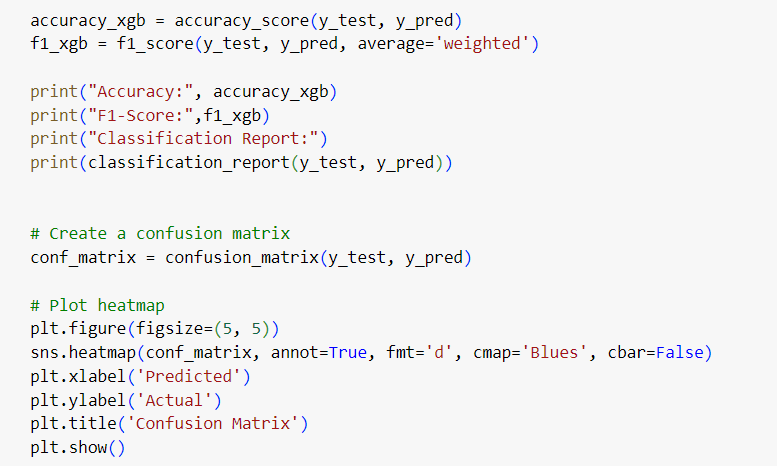 accuracy_xgb = accuracy_score(y_test, y_pred)
f1_xgb = f1_score(y_test, y_pred, average='weighted')
print("Accuracy:", accuracy_xgb)
print("F1-Score:",f1_xgb)
print("Classification Report:")
print(classification_report(y_test, y_pred))
# Create a confusion matrix
conf_matrix = confusion_matrix(y_test, y_pred)
# Plot heatmap
plt.figure(figsize=(5, 5))
sns.heatmap(conf_matrix, annot=True, fmt='d', cmap='Blues', cbar=False)
plt.xlabel('Predicted')
plt.ylabel('Actual')
plt.title('Confusion Matrix')
plt.show()